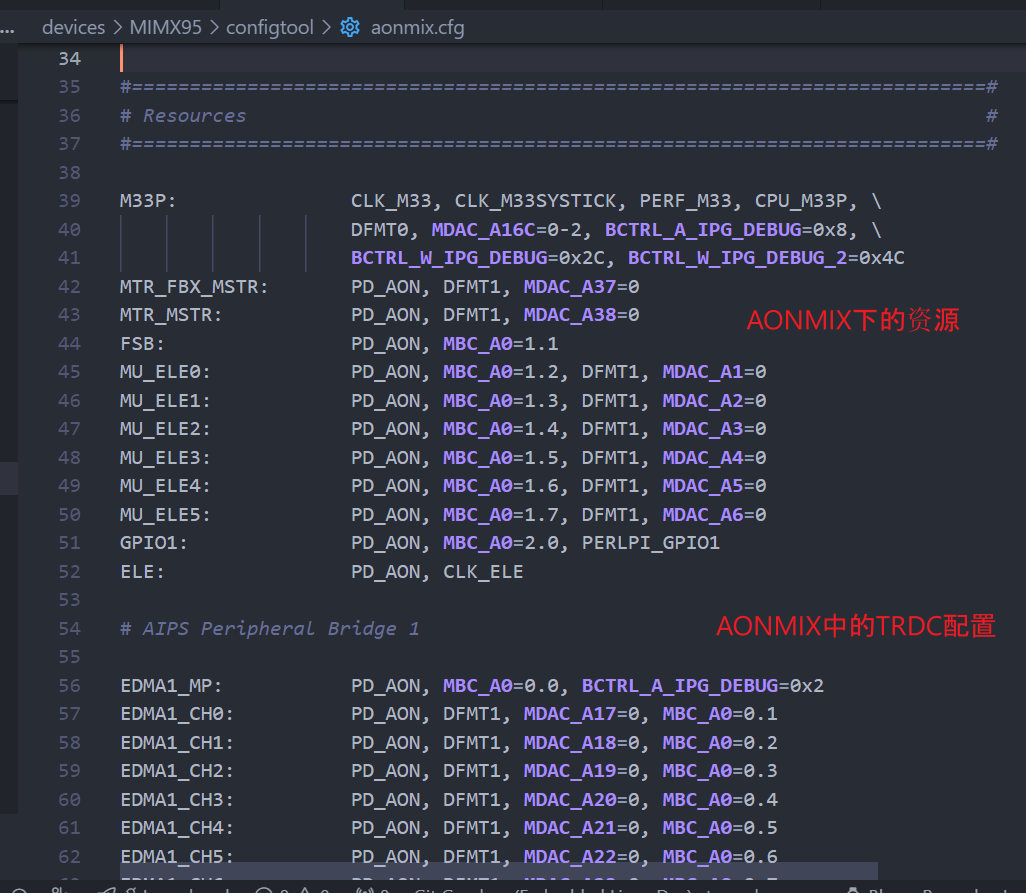 ... devices > MIMX95 > configtool > aonmix.cfg
34
35 #==========================================================================#
36 # Resources #
37 #==========================================================================#
38
39 M33P: CLK_M33, CLK_M33SYSTICK, PERF_M33, CPU_M33P, \
40 DFMT0, MDAC_A16C=0-2, BCTRL_A_IPG_DEBUG=0x8, \
41 BCTRL_W_IPG_DEBUG=0x2C, BCTRL_W_IPG_DEBUG_2=0x4C
42 MTR_FBX_MSTR: PD_AON, DFMT1, MDAC_A37=0
43 MTR_MSTR: PD_AON, DFMT1, MDAC_A38=0
AONMIX下的资源
44 FSB: PD_AON, MBC_A0=1.1
45 MU_ELE0: PD_AON, MBC_A0=1.2, DFMT1, MDAC_A1=0
46 MU_ELE1: PD_AON, MBC_A0=1.3, DFMT1, MDAC_A2=0
47 MU_ELE2: PD_AON, MBC_A0=1.4, DFMT1, MDAC_A3=0
48 MU_ELE3: PD_AON, MBC_A0=1.5, DFMT1, MDAC_A4=0
49 MU_ELE4: PD_AON, MBC_A0=1.6, DFMT1, MDAC_A5=0
50 MU_ELE5: PD_AON, MBC_A0=1.7, DFMT1, MDAC_A6=0
51 GPIO1: PD_AON, MBC_A0=2.0, PERLPI_GPIO1
52 ELE: PD_AON, CLK_ELE
53
54 # AIPS Peripheral Bridge 1
AONMIX中的TRDC配置
55
56 EDMA1_MP: PD_AON, MBC_A0=0.0, BCTRL_A_IPG_DEBUG=0x2
57 EDMA1_CH0: PD_AON, DFMT1, MDAC_A17=0, MBC_A0=0.1
58 EDMA1_CH1: PD_AON, DFMT1, MDAC_A18=0, MBC_A0=0.2
59 EDMA1_CH2: PD_AON, DFMT1, MDAC_A19=0, MBC_A0=0.3
60 EDMA1_CH3: PD_AON, DFMT1, MDAC_A20=0, MBC_A0=0.4
61 EDMA1_CH4: PD_AON, DFMT1, MDAC_A21=0, MBC_A0=0.5
62 EDMA1_CH5: PD_AON, DFMT1, MDAC_A22=0, MBC_A0=0.6